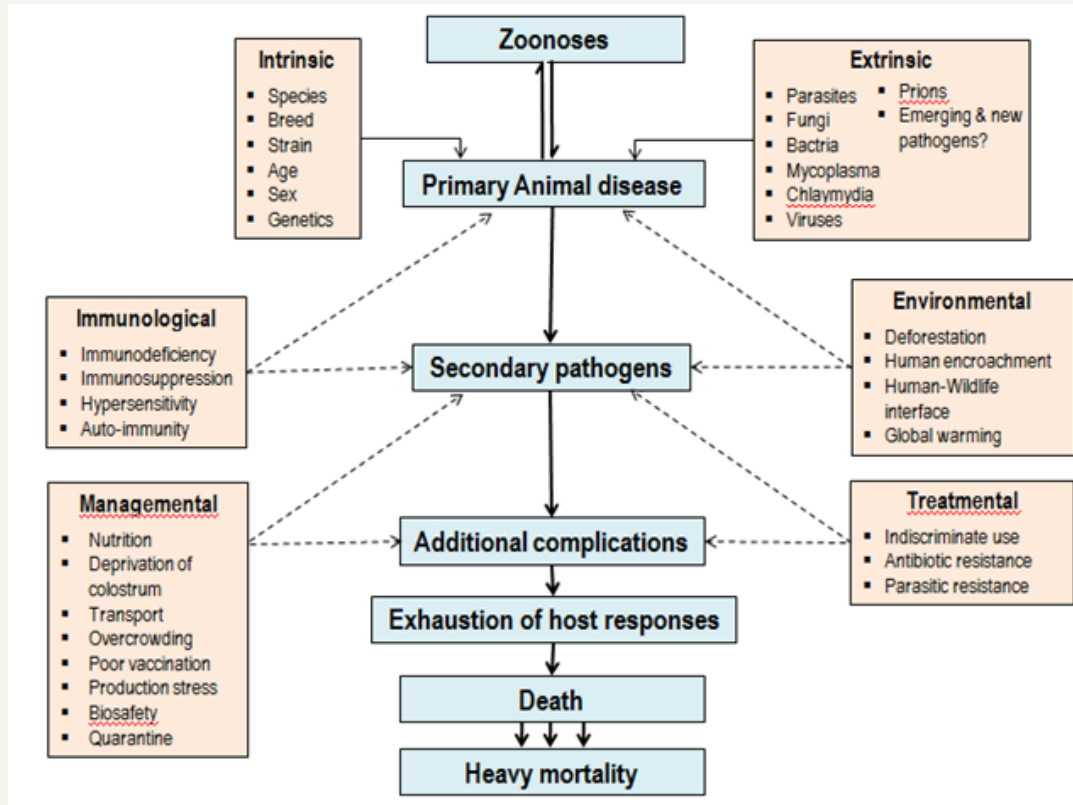 Zoonoses
Intrinsic
▪ Species
▪ Breed
▪ Strain
▪ Age
▪ Sex
▪ Genetics
Extrinsic
▪ Parasites
▪ Fungi
▪ Bactria
▪ Mycoplasma
▪ Chlaymydia
▪ Viruses
▪ Prions
▪ Emerging & new
pathogens?
Primary Animal disease
Immunological
▪ Immunodeficiency
▪ Immunosuppression
▪ Hypersensitivity
▪ Auto-immunity
Secondary pathogens
Environmental
▪ Deforestation
▪ Human encroachment
▪ Human-Wildlife
interface
▪ Global warming
Managemental
▪ Nutrition
▪ Deprivation of
colostrum
▪ Transport
▪ Overcrowding
▪ Poor vaccination
▪ Production stress
▪ Biosafety
▪ Quarantine
Additional complications
Treatmental
▪ Indiscriminate use
▪ Antibiotic resistance
▪ Parasitic resistance
Exhaustion of host responses
Death
Heavy mortality